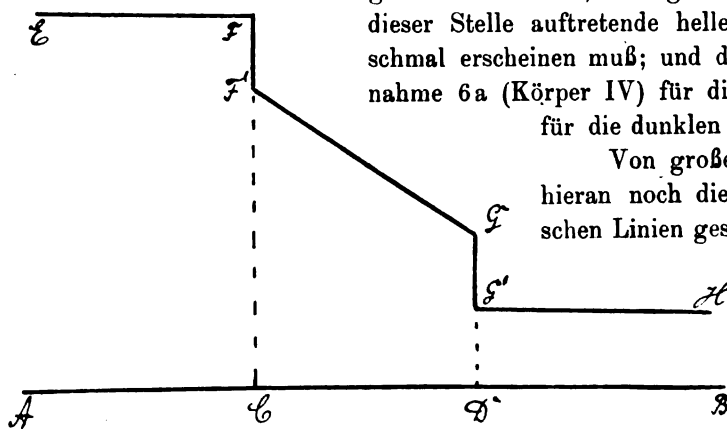 dieser Stelle auftretende helle
schmal erscheinen muß; und d
nahme 6a (Körper IV) für di
für die dunklen
Von große
hieran noch die
schen Linien ges
E F
F'
G
G' H
A C D B